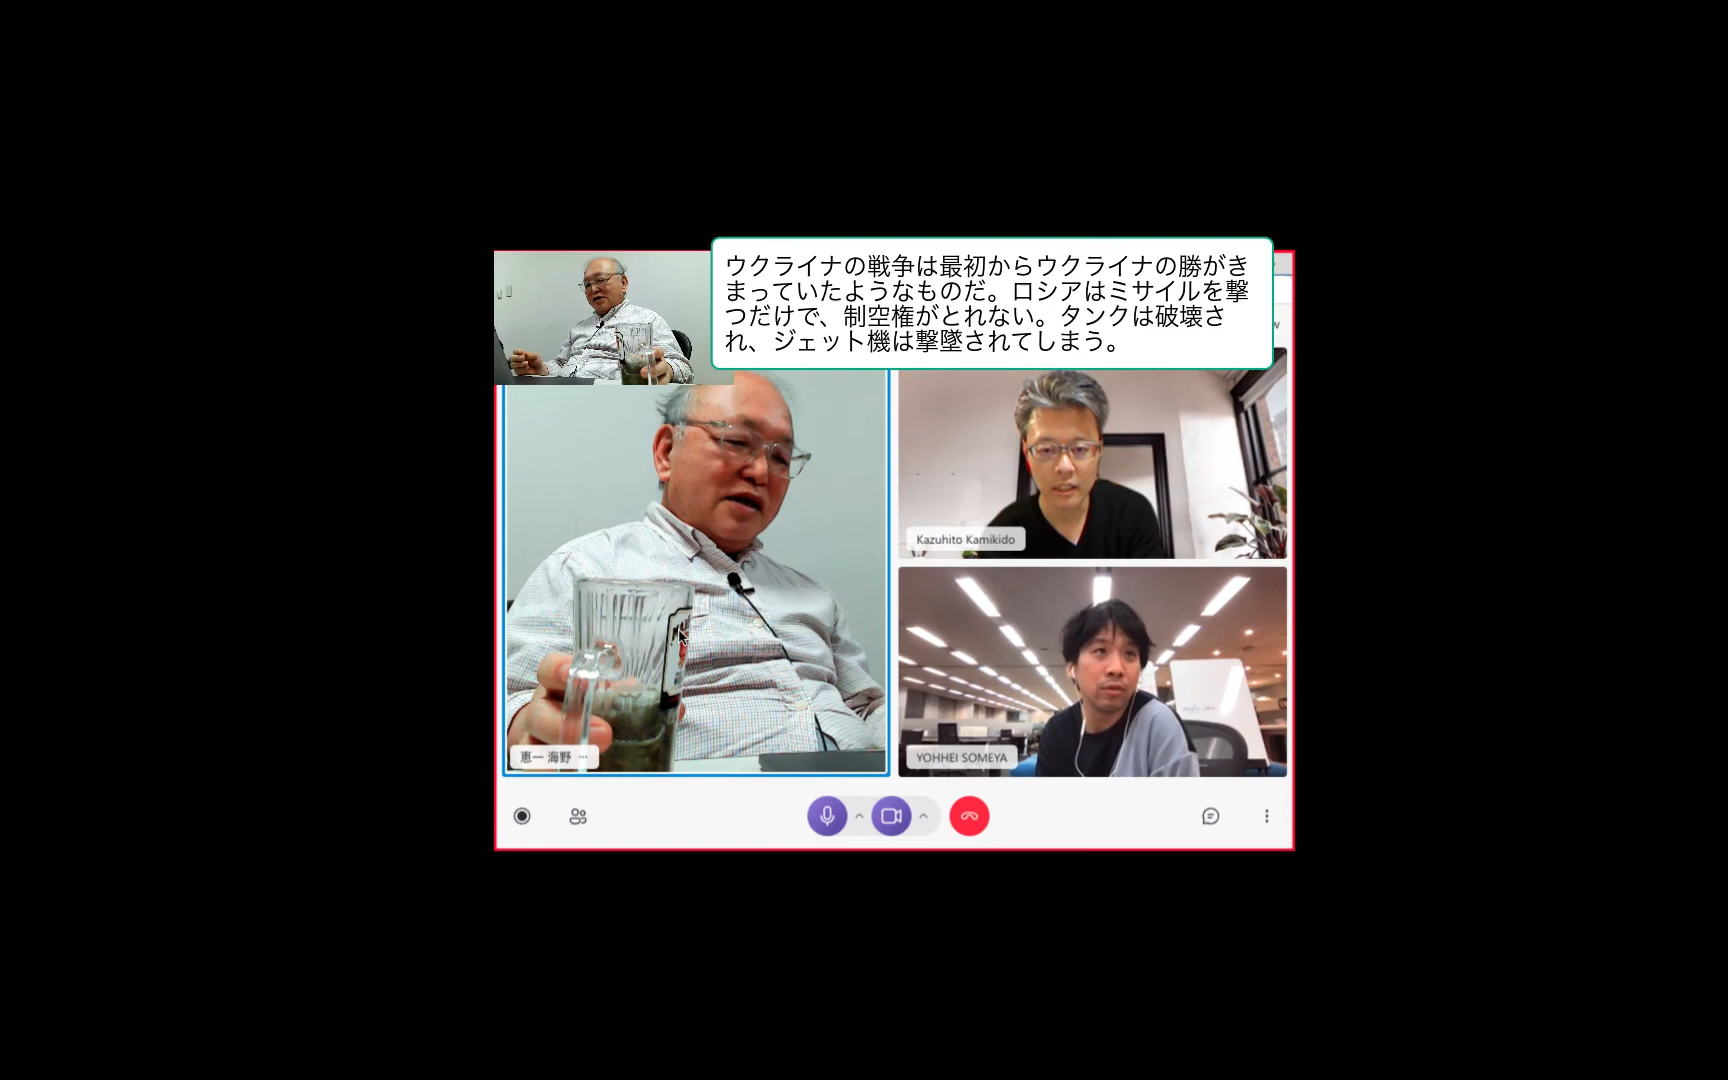 ウクライナの戦争は最初からウクライナの勝がき
まっていたようなものだ。ロシアはミサイルを撃
つだけで、制空権がとれない。タンクは破壊さ
れ、ジェット機は撃墜されてしまう。
Kazuhito Kamikido
恵一 海野 ···
YOHHEI SOMEYA